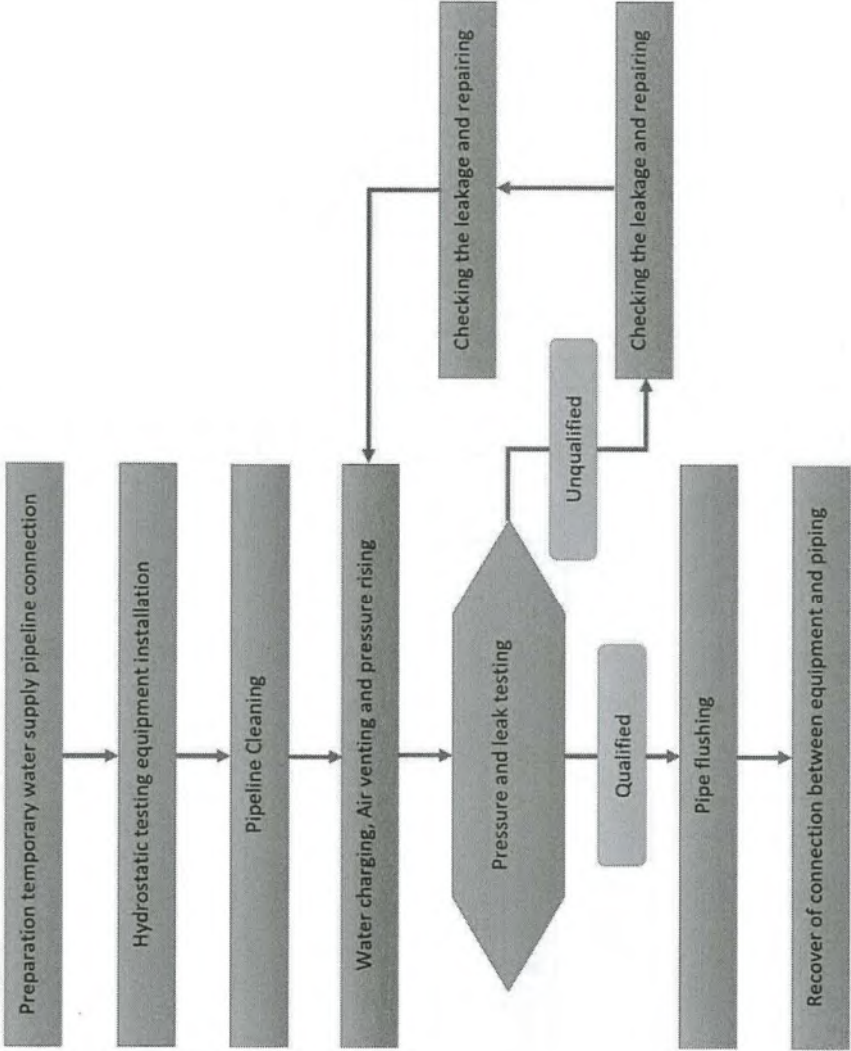 Preparation temporary water supply pipeline connection
Hydrostatic testing equipment installation
Pipeline Cleaning
Water charging, Air venting and pressure rising
Pressure and leak testing
Qualified
Unqualified
Checking the leakage and repairing
Checking the leakage and repairing
Pipe flushing
Recover of connection between equipment and piping